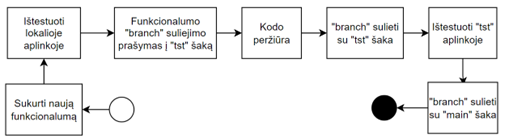 Ištestuoti
lokalioje
aplinkoje
Funkcionalumo
"branch" suliejimo
prašymas į "tst" šaką
Kodo
peržiūra
"branch" sulieti
su "tst" šaka
Ištestuoti "tst"
aplinkoje
Sukurti naują
funkcionalumą
"branch" sulieti
su "main" šaka